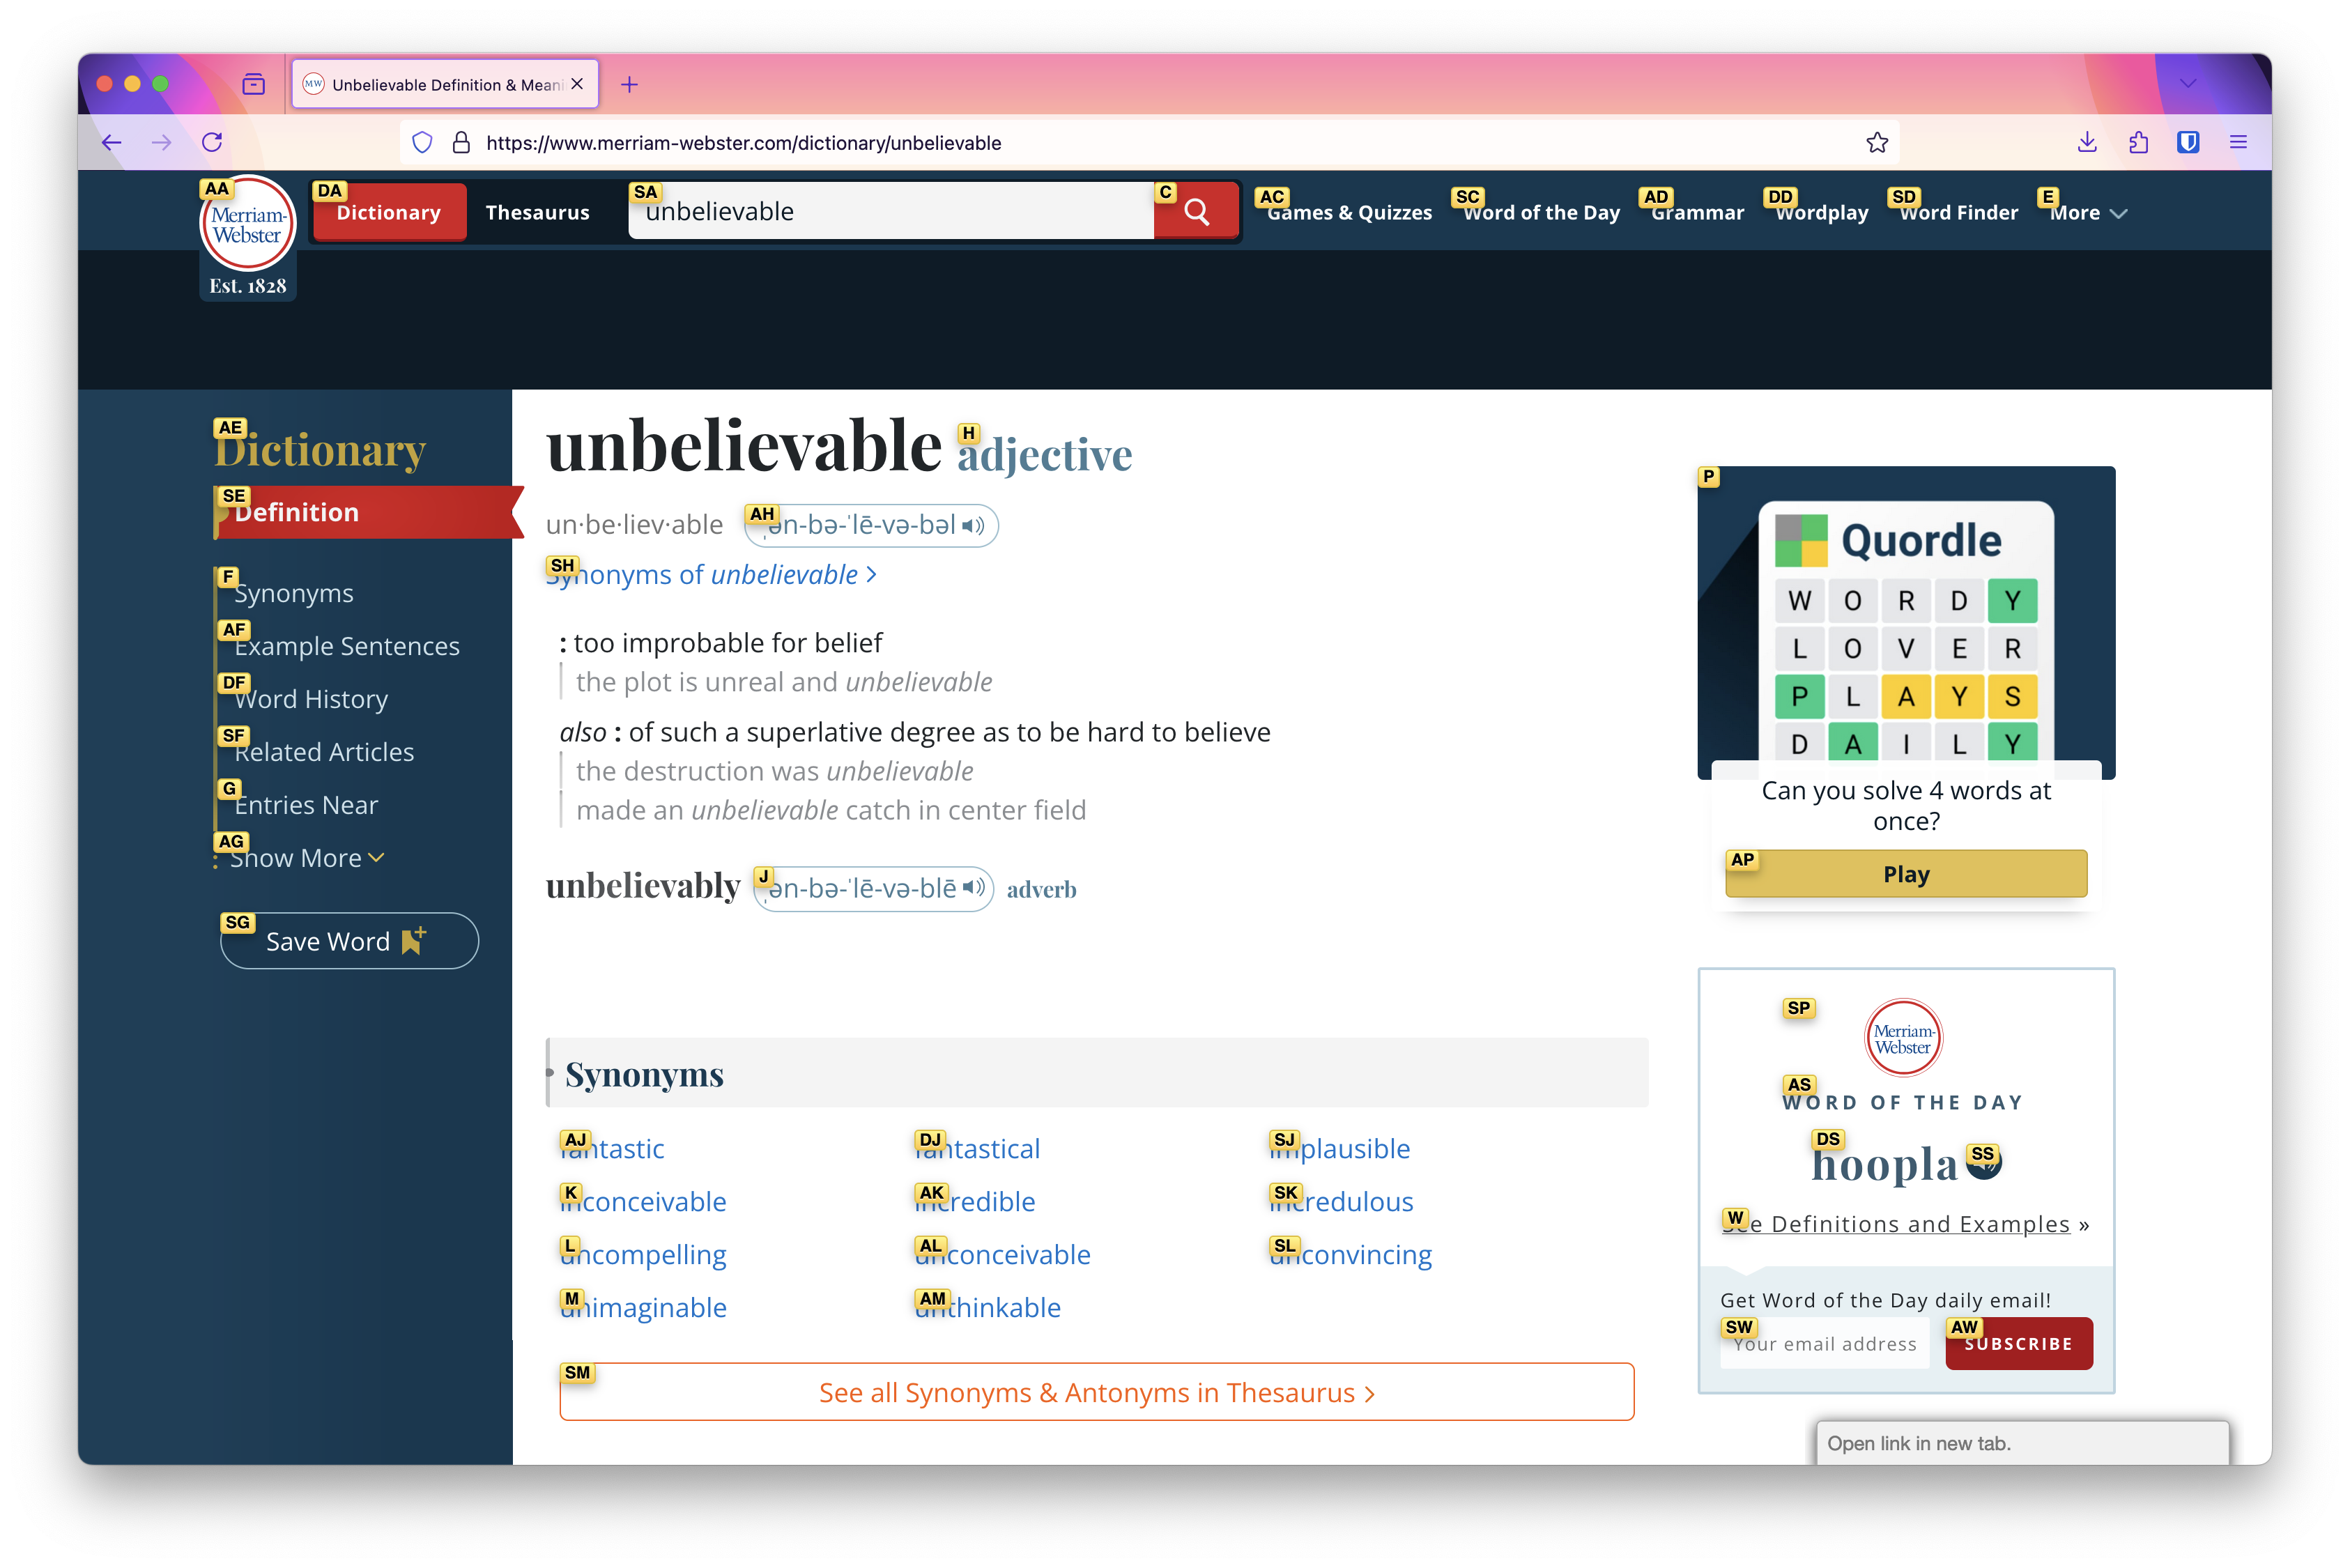 MW Unbelievable Definition & Meani
https://www.merriam-webster.com/dictionary/unbelievable
AA DA SA C AC SC AD DD SD E
Merriam-
Webster
Est. 1828
Dictionary Thesaurus unbelievable Games & Quizzes Word of the Day Grammar Wordplay Word Finder More
AE
Dictionary
SE
Definition
F
Synonyms
AF
Example Sentences
DF
Word History
SF
Related Articles
G
Entries Near
AG
Show More
SG
Save Word
H
unbelievable adjective
AH
un·be·liev·able ˌən-bə-ˈlē-və-bəl
SH
Synonyms of unbelievable
: too improbable for belief
the plot is unreal and unbelievable
also : of such a superlative degree as to be hard to believe
the destruction was unbelievable
made an unbelievable catch in center field
J
unbelievably ˌən-bə-ˈlē-və-blē adverb
Synonyms
AJ DJ SJ
fantastic fantastical implausible
K AK SK
inconceivable incredible incredulous
L AL SL
uncompelling unconceivable unconvincing
M AM
unimaginable unthinkable
SM
See all Synonyms & Antonyms in Thesaurus
P
Quordle
W O R D Y
L O V E R
P L A Y S
D A I L Y
Can you solve 4 words at
once?
AP
Play
SP
Merriam-
Webster
AS
WORD OF THE DAY
DS SS
hoopla
W
See Definitions and Examples »
Get Word of the Day daily email!
SW AW
Your email address SUBSCRIBE
Open link in new tab.